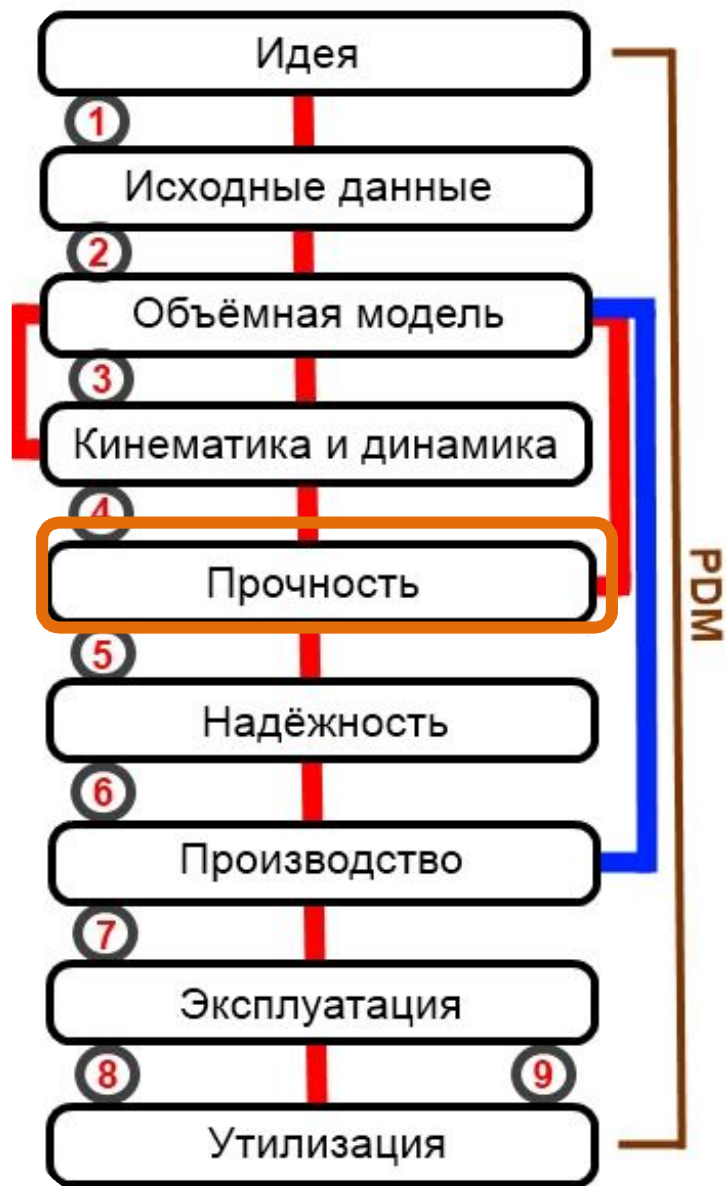 Идея
1
Исходные данные
2
Объёмная модель
3
Кинематика и динамика
4
Прочность
PDM
5
Надёжность
6
Производство
7
Эксплуатация
8
9
Утилизация